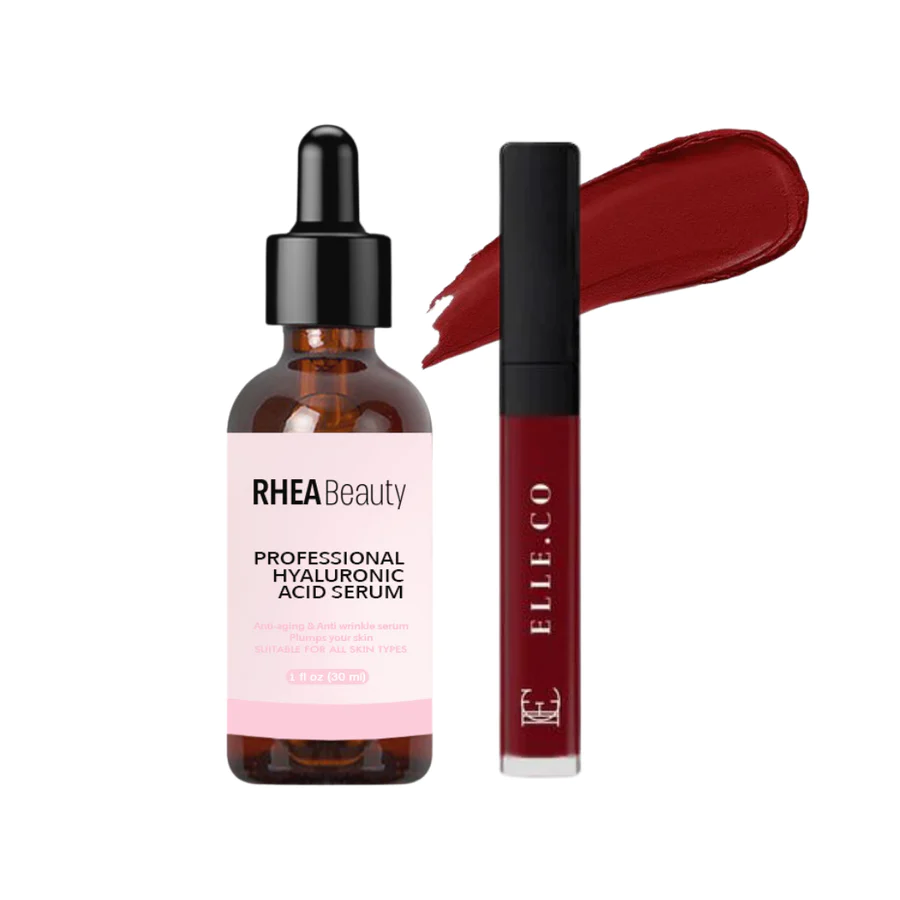 RHEA Beauty
PROFESSIONAL
HYALURONIC
ACID SERUM
Anti-aging & Anti wrinkle serum
Plumps your skin
SUITABLE FOR ALL SKIN TYPES
1 fl oz (30 ml)
ELLE.CO